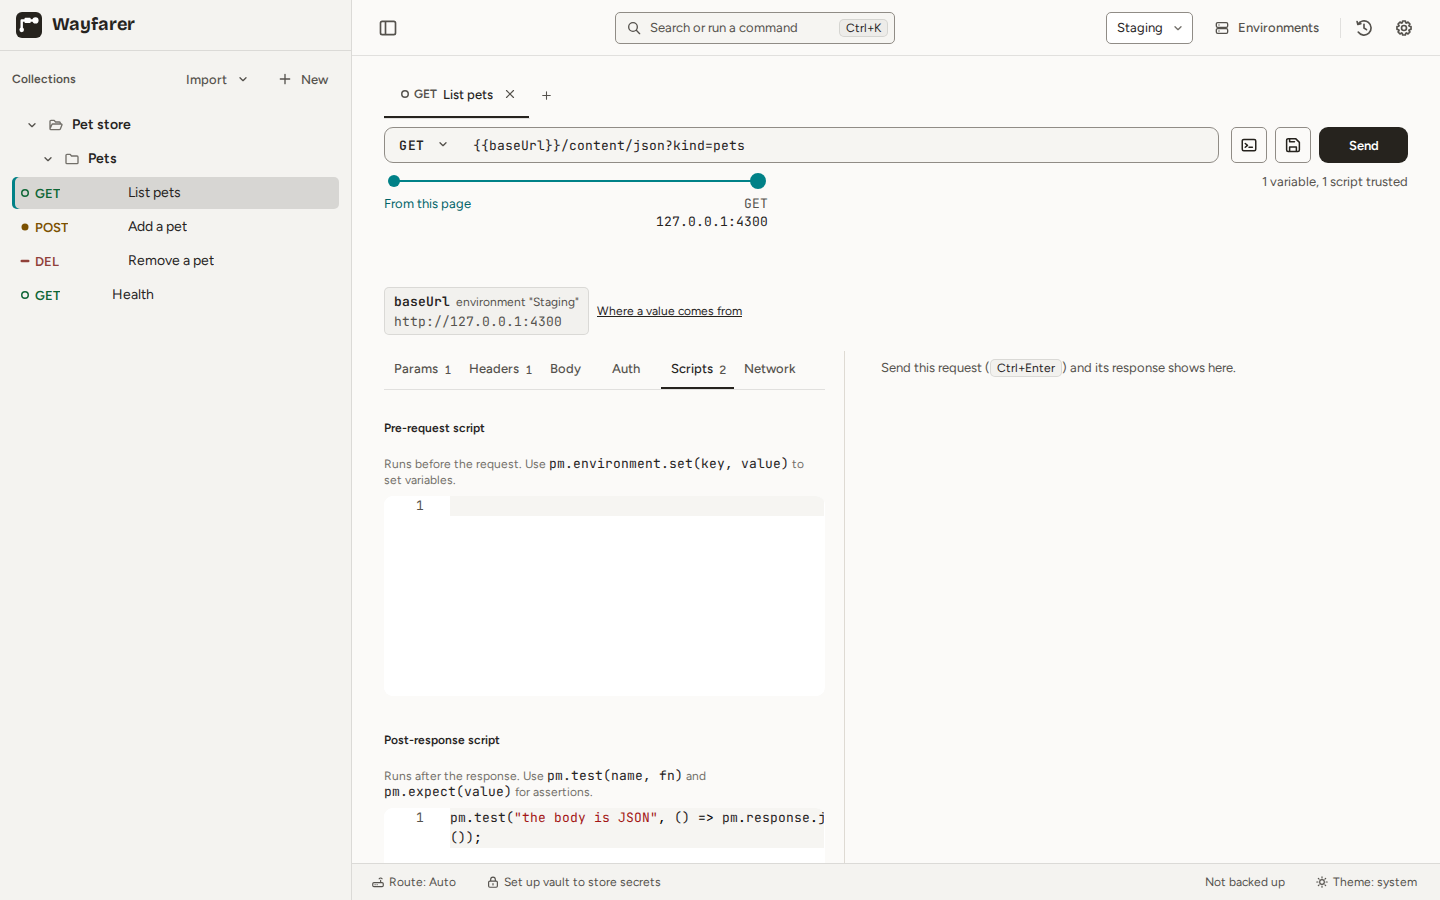 Wayfarer
Search or run a command Ctrl+K
Staging
Environments
Collections
Import
New
Pet store
Pets
GET List pets
POST Add a pet
DEL Remove a pet
GET Health
GET List pets
GET {{baseUrl}}/content/json?kind=pets
Send
1 variable, 1 script trusted
From this page
GET
127.0.0.1:4300
baseUrl environment "Staging"
http://127.0.0.1:4300
Where a value comes from
Params 1 Headers 1 Body Auth Scripts 2 Network
Send this request (Ctrl+Enter) and its response shows here.
Pre-request script
Runs before the request. Use pm.environment.set(key, value) to
set variables.
1
Post-response script
Runs after the response. Use pm.test(name, fn) and
pm.expect(value) for assertions.
1 pm.test("the body is JSON", () => pm.response.j
());
Route: Auto
Set up vault to store secrets
Not backed up
Theme: system